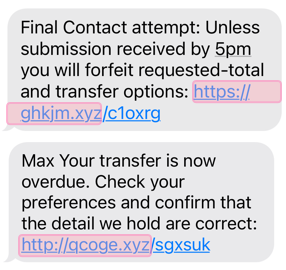 Final Contact attempt: Unless
submission received by 5pm
you will forfeit requested-total
and transfer options: https://
ghkjm.xyz/c1oxrg
Max Your transfer is now
overdue. Check your
preferences and confirm that
the detail we hold are correct:
http://qcoge.xyz/sgxsuk